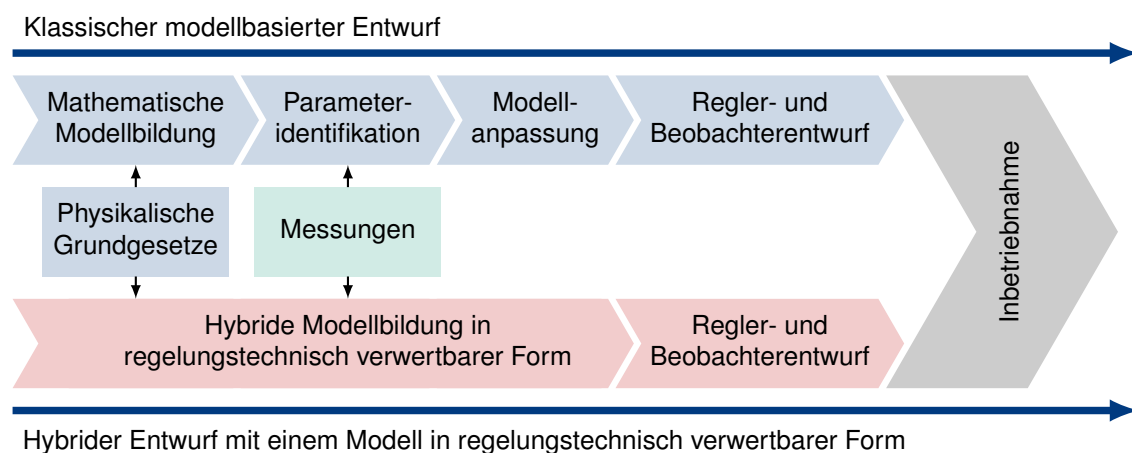 Klassischer modellbasierter Entwurf
Mathematische
Modellbildung
Parameter-
identifikation
Modell-
anpassung
Regler- und
Beobachterentwurf
Physikalische
Grundgesetze
Messungen
Inbetriebnahme
Hybride Modellbildung in
regelungstechnisch verwertbarer Form
Regler- und
Beobachterentwurf
Hybrider Entwurf mit einem Modell in regelungstechnisch verwertbarer Form